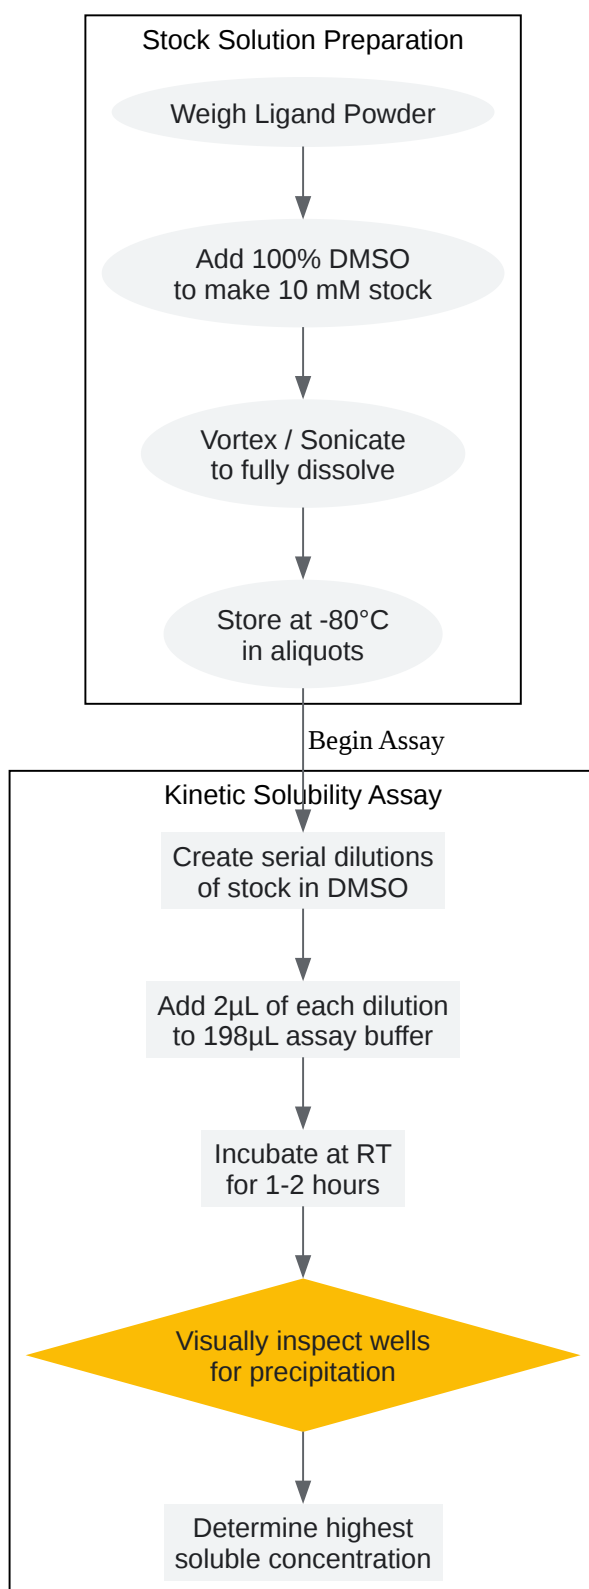 Stock Solution Preparation
Weigh Ligand Powder
Add 100% DMSO
to make 10 mM stock
Vortex / Sonicate
to fully dissolve
Store at -80°C
in aliquots
Begin Assay
Kinetic Solubility Assay
Create serial dilutions
of stock in DMSO
Add 2µL of each dilution
to 198µL assay buffer
Incubate at RT
for 1-2 hours
Visually inspect wells
for precipitation
Determine highest
soluble concentration